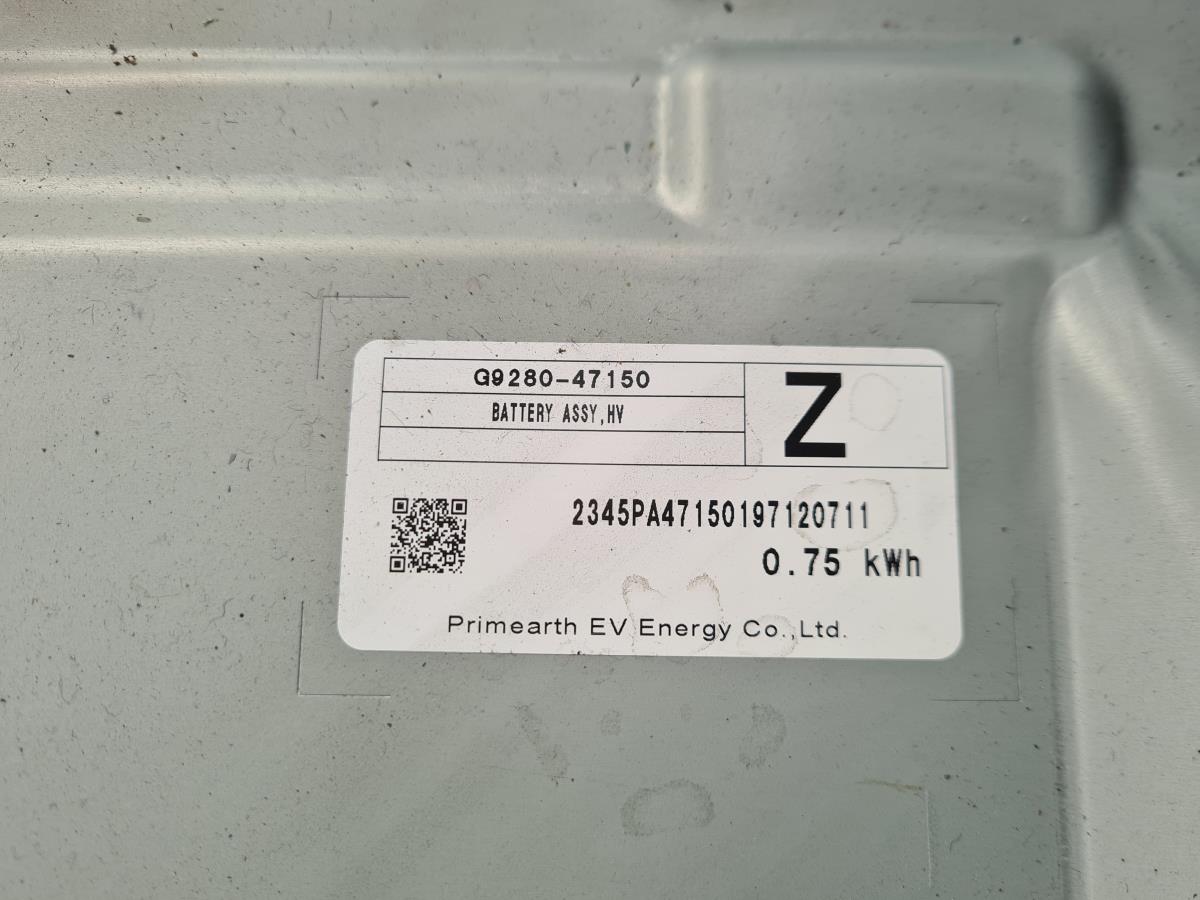 G9280-47150
BATTERY ASSY,HV
Z
2345PA47150197120711
0.75 kWh
Primearth EV Energy Co.,Ltd.